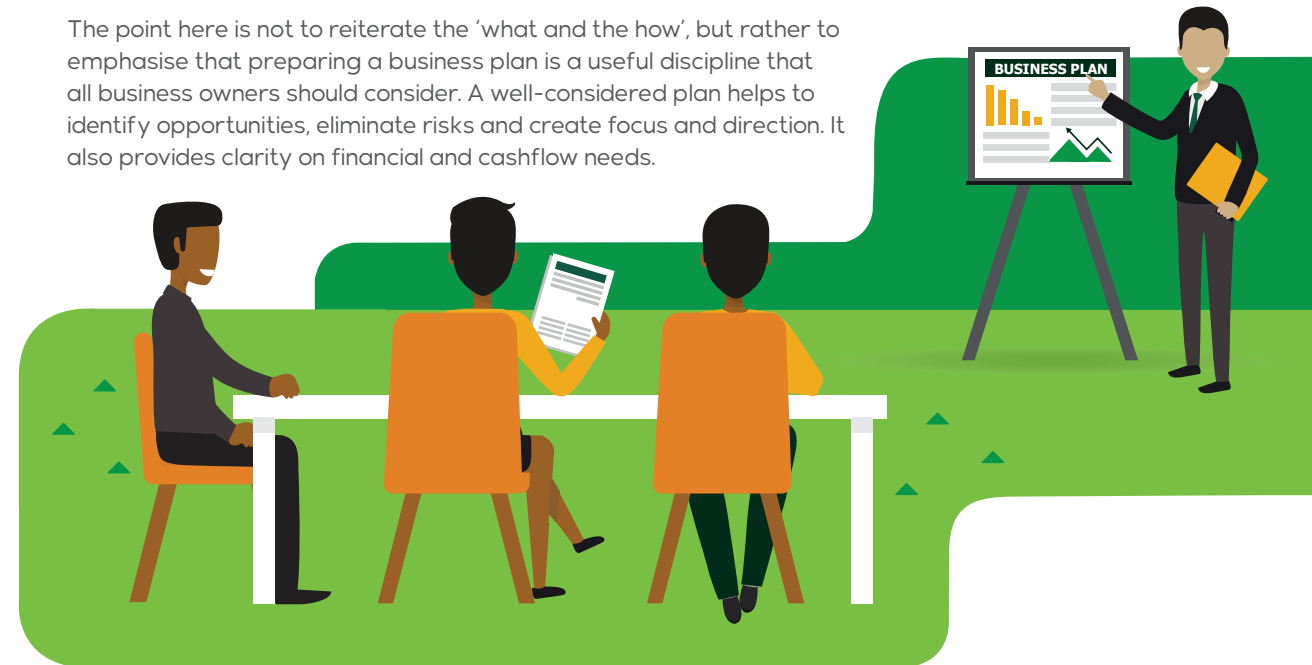 The point here is not to reiterate the ‘what and the how’, but rather to
emphasise that preparing a business plan is a useful discipline that
all business owners should consider. A well-considered plan helps to
identify opportunities, eliminate risks and create focus and direction. It
also provides clarity on financial and cashflow needs.
BUSINESS PLAN